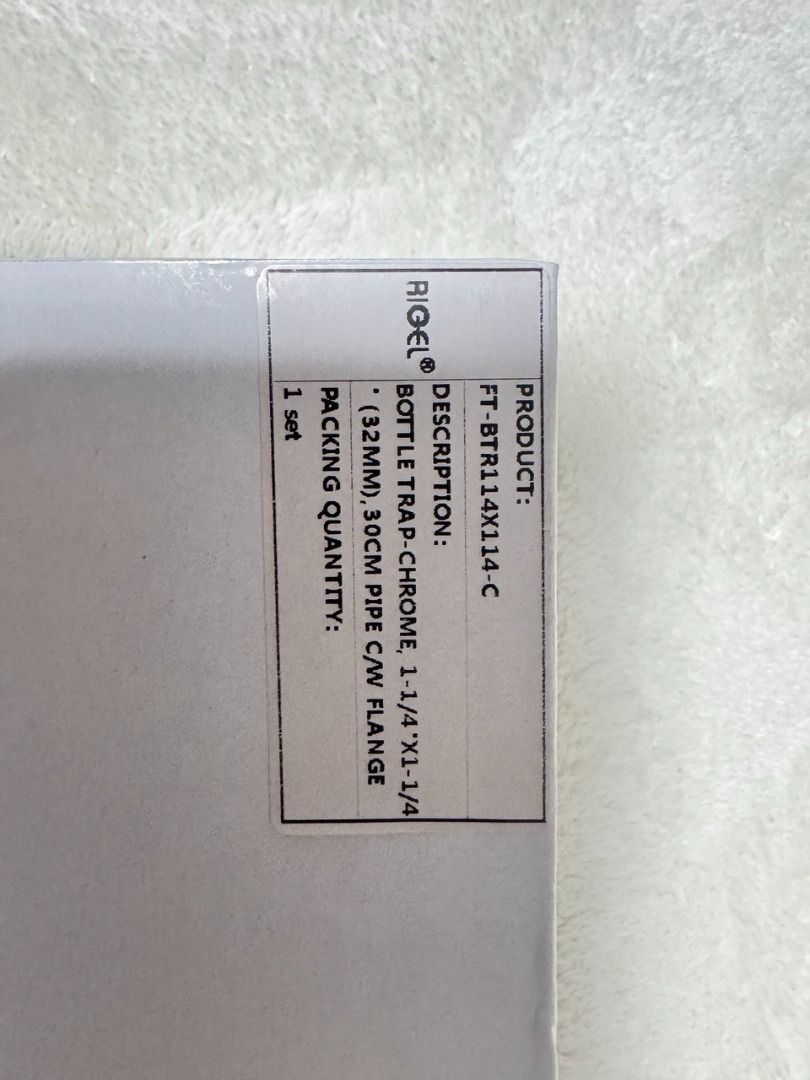 RIGEL®
PRODUCT:
FT-BTR114X114-C
DESCRIPTION:
BOTTLE TRAP-CHROME, 1-1/4'X1-1/4
' (32MM), 30CM PIPE C/W FLANGE
PACKING QUANTITY:
1 set